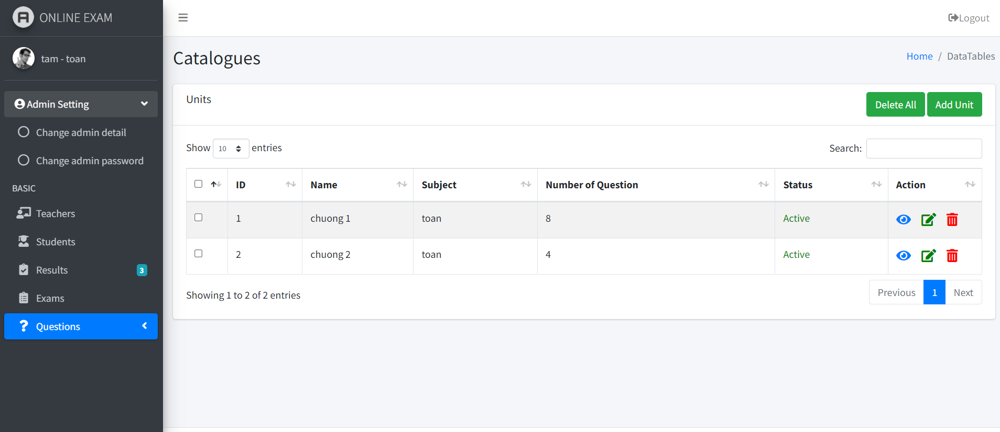 ONLINE EXAM
Logout
tam - toan
Catalogues
Home / DataTables
Admin Setting
Change admin detail
Change admin password
BASIC
Teachers
Students
Results 3
Exams
Questions
Units
Delete All Add Unit
Show 10 entries
Search:
ID Name Subject Number of Question Status Action
1 chuong 1 toan 8 Active
2 chuong 2 toan 4 Active
Showing 1 to 2 of 2 entries
Previous 1 Next